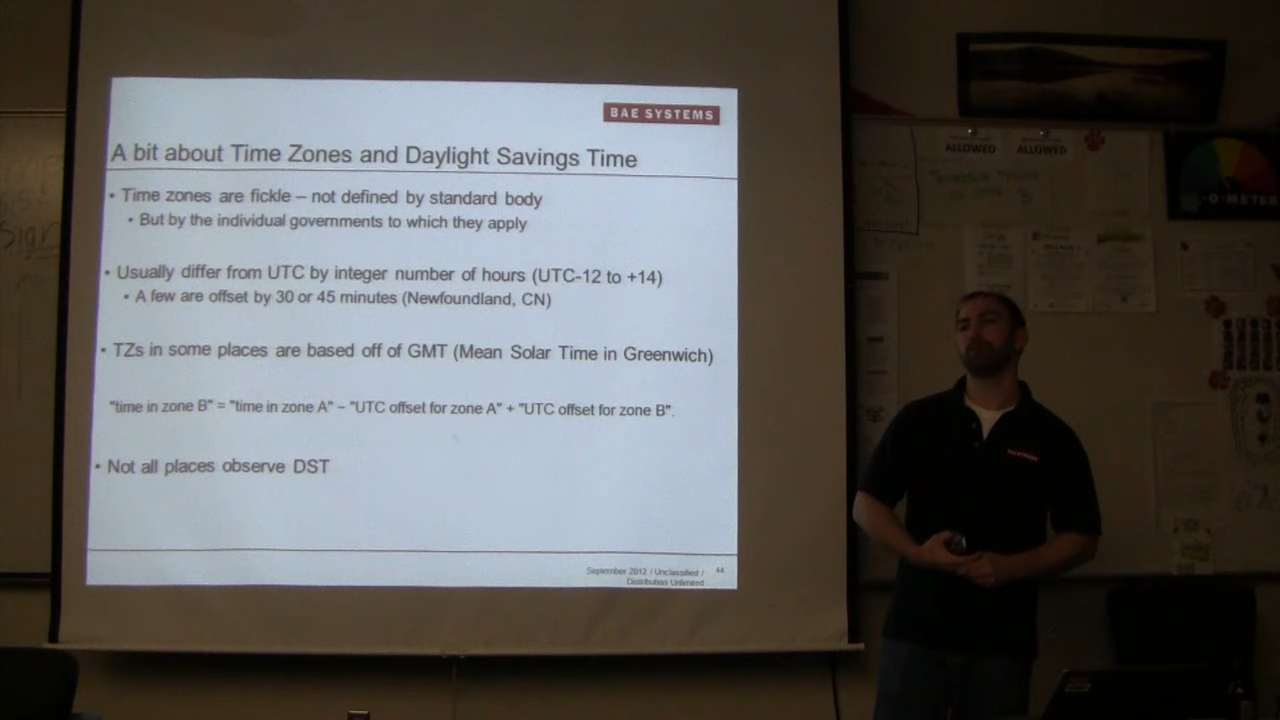 BAE SYSTEMS
A bit about Time Zones and Daylight Savings Time
• Time zones are fickle – not defined by standard body
• But by the individual governments to which they apply
• Usually differ from UTC by integer number of hours (UTC-12 to +14)
• A few are offset by 30 or 45 minutes (Newfoundland, CN)
• TZs in some places are based off of GMT (Mean Solar Time in Greenwich)
"time in zone B" = "time in zone A" – "UTC offset for zone A" + "UTC offset for zone B".
• Not all places observe DST
September 2012 / Unclassified / 44
Distribution Unlimited
ALLOWED ALLOWED
-O-METER